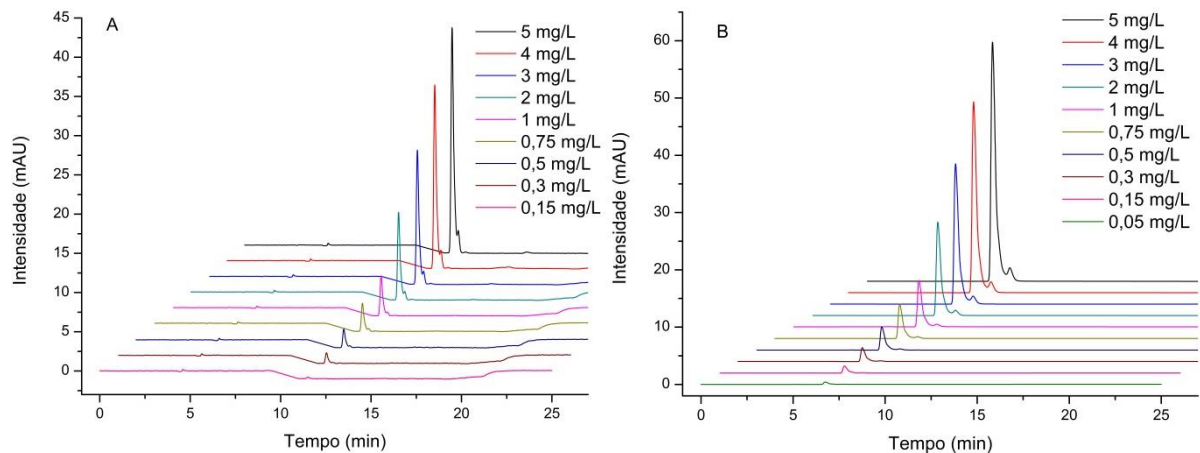 A
5 mg/L
4 mg/L
3 mg/L
2 mg/L
1 mg/L
0,75 mg/L
0,5 mg/L
0,3 mg/L
0,15 mg/L
45
40
35
30
25
20
15
10
5
0
Intensidade (mAU)
0 5 10 15 20 25
Tempo (min)
B
5 mg/L
4 mg/L
3 mg/L
2 mg/L
1 mg/L
0,75 mg/L
0,5 mg/L
0,3 mg/L
0,15 mg/L
0,05 mg/L
60
50
40
30
20
10
0
Intensidade (mAU)
0 5 10 15 20 25
Tempo (min)